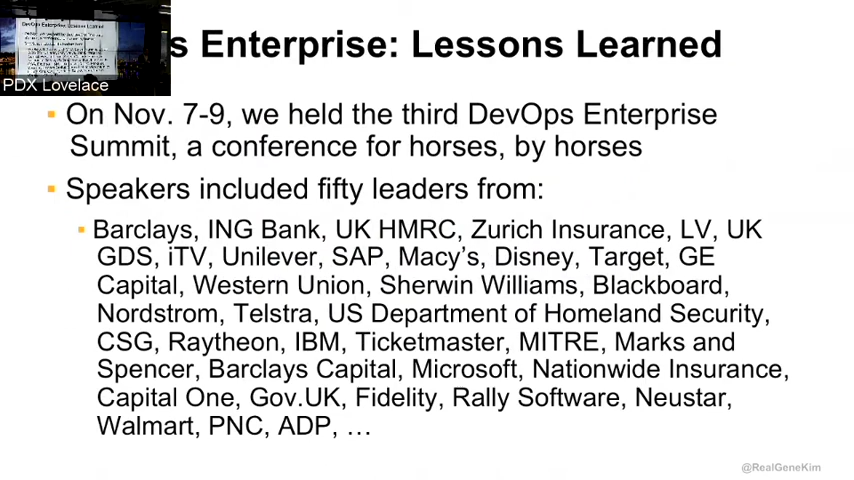 DevOps Enterprise: Lessons Learned
PDX Lovelace
s Enterprise: Lessons Learned
On Nov. 7-9, we held the third DevOps Enterprise
Summit, a conference for horses, by horses
Speakers included fifty leaders from:
Barclays, ING Bank, UK HMRC, Zurich Insurance, LV, UK
GDS, iTV, Unilever, SAP, Macy’s, Disney, Target, GE
Capital, Western Union, Sherwin Williams, Blackboard,
Nordstrom, Telstra, US Department of Homeland Security,
CSG, Raytheon, IBM, Ticketmaster, MITRE, Marks and
Spencer, Barclays Capital, Microsoft, Nationwide Insurance,
Capital One, Gov.UK, Fidelity, Rally Software, Neustar,
Walmart, PNC, ADP, …
@RealGeneKim